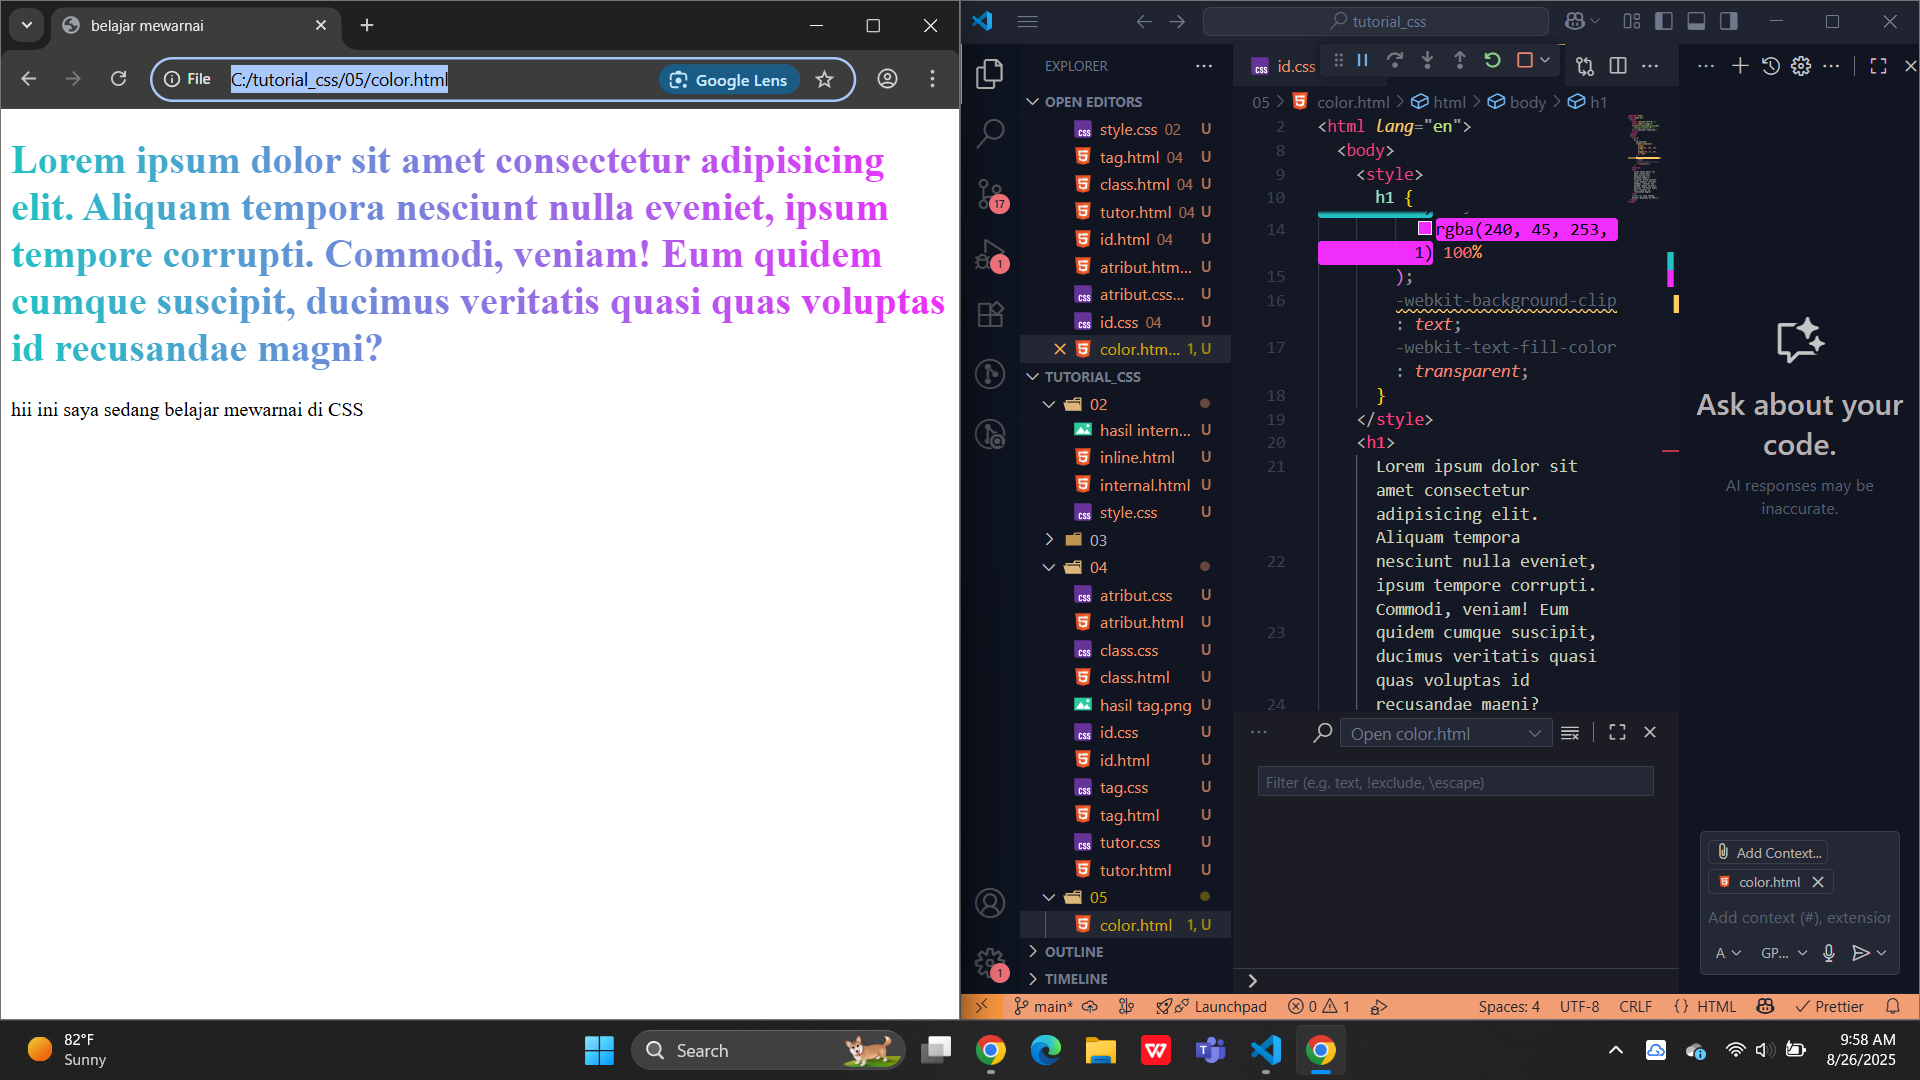 belajar mewarnai
File
C:/tutorial_css/05/color.html
Google Lens
Lorem ipsum dolor sit amet consectetur adipisicing
elit. Aliquam tempora nesciunt nulla eveniet, ipsum
tempore corrupti. Commodi, veniam! Eum quidem
cumque suscipit, ducimus veritatis quasi quas voluptas
id recusandae magni?
hii ini saya sedang belajar mewarnai di CSS
tutorial_css
17
1
1
EXPLORER
OPEN EDITORS
style.css 02 U
tag.html 04 U
class.html 04 U
tutor.html 04 U
id.html 04 U
atribut.htm... U
atribut.css... U
id.css 04 U
color.htm... 1, U
TUTORIAL_CSS
02
hasil intern... U
inline.html U
internal.html U
style.css U
03
04
atribut.css U
atribut.html U
class.css U
class.html U
hasil tag.png U
id.css U
id.html U
tag.css U
tag.html U
tutor.css U
tutor.html U
05
color.html 1, U
OUTLINE
TIMELINE
id.css
05 > color.html > html > body > h1
2 <html lang="en">
8 <body>
9 <style>
10 h1 {
14 rgba(240, 45, 253,
1) 100%
15 );
16 -webkit-background-clip
: text;
17 -webkit-text-fill-color
: transparent;
18 }
19 </style>
20 <h1>
21 Lorem ipsum dolor sit
amet consectetur
adipisicing elit.
Aliquam tempora
22 nesciunt nulla eveniet,
ipsum tempore corrupti.
Commodi, veniam! Eum
23 quidem cumque suscipit,
ducimus veritatis quasi
quas voluptas id
24 recusandae magni?
Open color.html
Filter (e.g. text, !exclude, \escape)
Ask about your
code.
AI responses may be
inaccurate.
Add Context...
color.html
Add context (#), extension
A
GP...
main*
Launchpad
0
1
Spaces: 4
UTF-8
CRLF
{ } HTML
Prettier
82°F
Sunny
Search
9:58 AM
8/26/2025